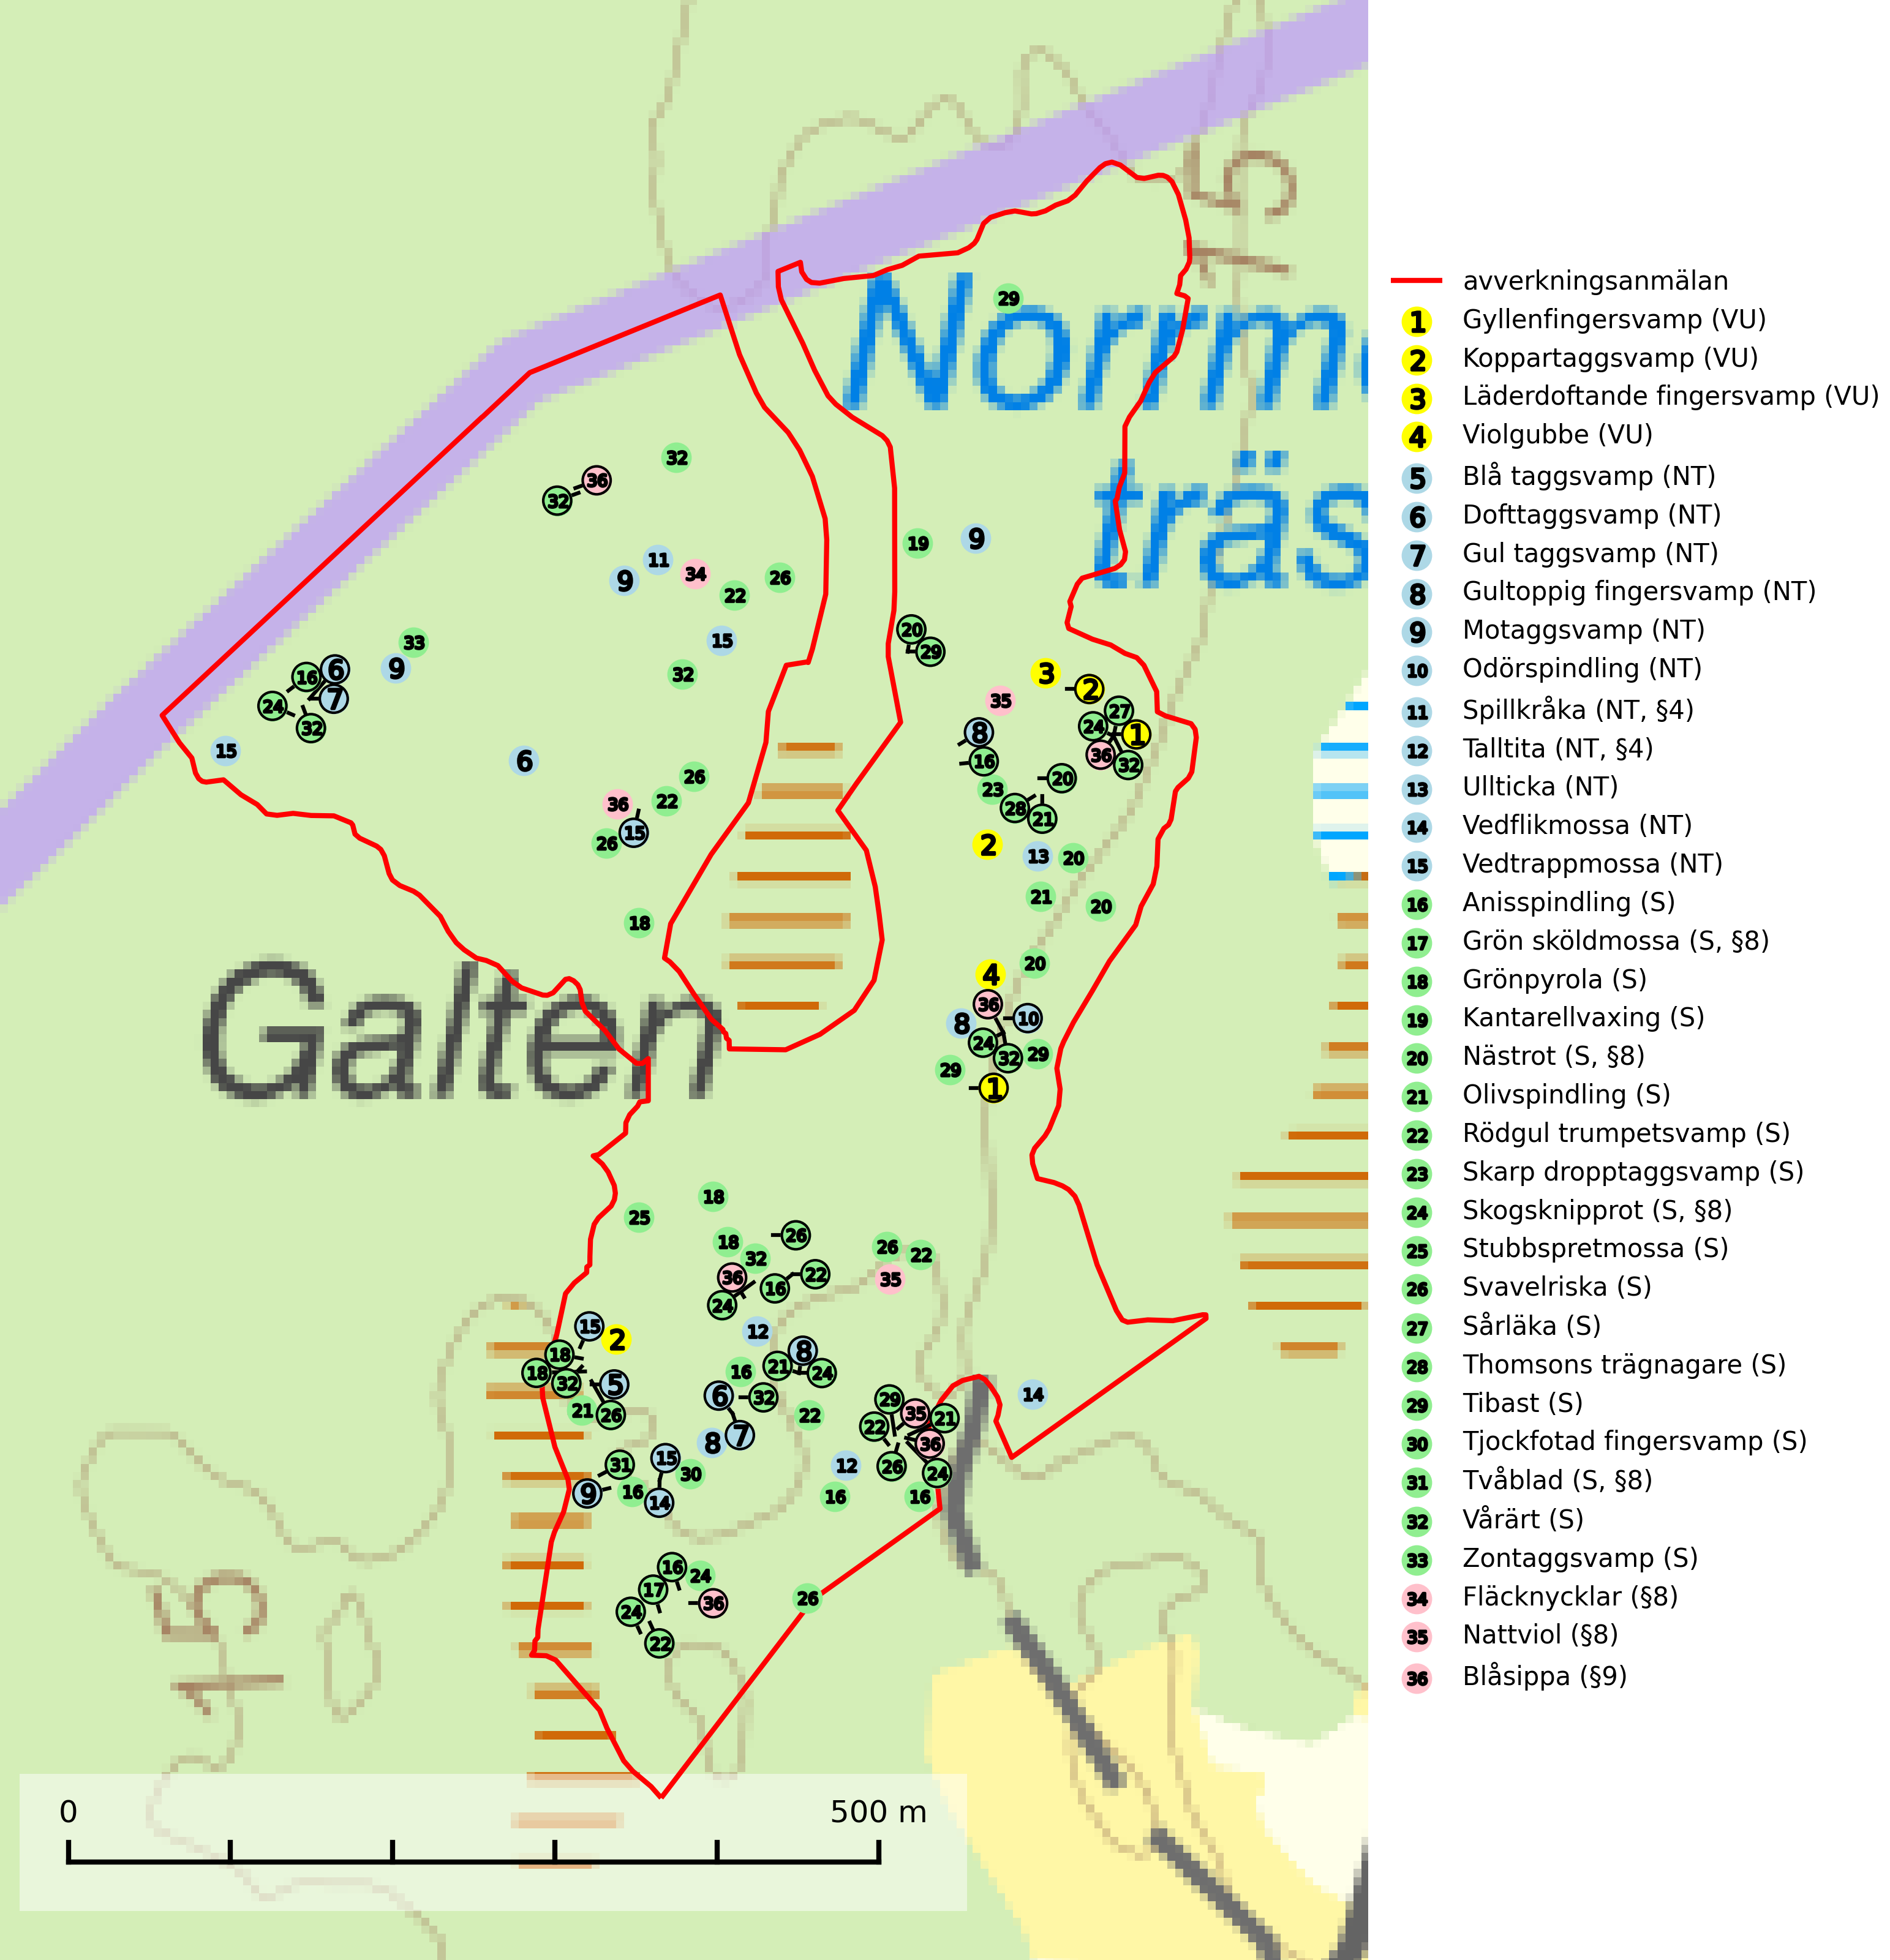 Norrm
träs
Galten
15
15
0 500 m
avverkningsanmälan
1 Gyllenfingersvamp (VU)
2 Koppartaggsvamp (VU)
3 Läderdoftande fingersvamp (VU)
4 Violgubbe (VU)
5 Blå taggsvamp (NT)
6 Dofttaggsvamp (NT)
7 Gul taggsvamp (NT)
8 Gultoppig fingersvamp (NT)
9 Motaggsvamp (NT)
10 Odörspindling (NT)
11 Spillkråka (NT, §4)
12 Talltita (NT, §4)
13 Ullticka (NT)
14 Vedflikmossa (NT)
15 Vedtrappmossa (NT)
16 Anisspindling (S)
17 Grön sköldmossa (S, §8)
18 Grönpyrola (S)
19 Kantarellvaxing (S)
20 Nästrot (S, §8)
21 Olivspindling (S)
22 Rödgul trumpetsvamp (S)
23 Skarp dropptaggsvamp (S)
24 Skogsknipprot (S, §8)
25 Stubbspretmossa (S)
26 Svavelriska (S)
27 Sårläka (S)
28 Thomsons trägnagare (S)
29 Tibast (S)
30 Tjockfotad fingersvamp (S)
31 Tvåblad (S, §8)
32 Vårärt (S)
33 Zontaggsvamp (S)
34 Fläcknycklar (§8)
35 Nattviol (§8)
36 Blåsippa (§9)